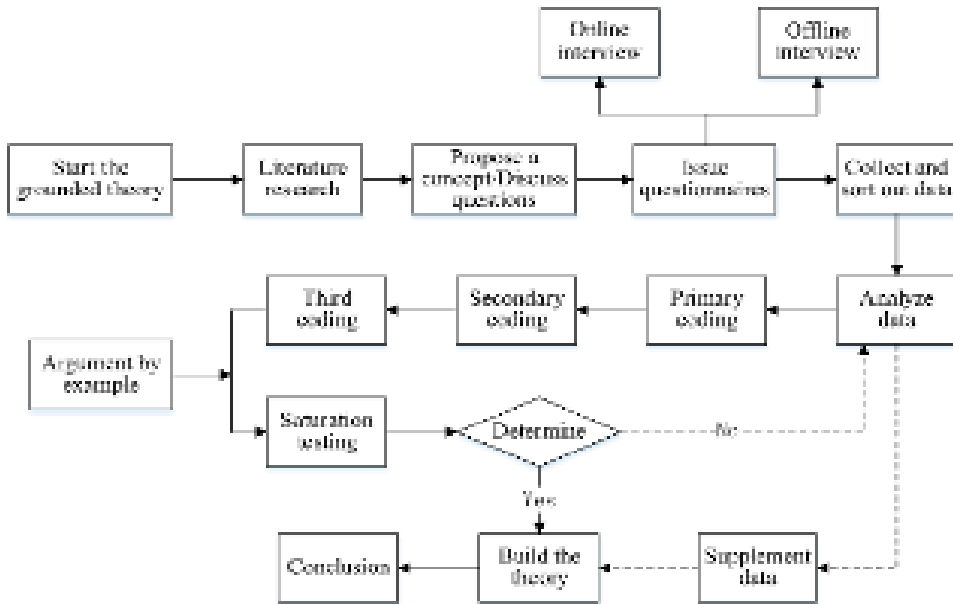 Online
interview
Offline
interview
Start the
grounded theory
Literature
research
Propose a
concept·Discuss
questions
Issue
questionnaires
Collect and
sort out data
Third
coding
Secondary
coding
Primary
coding
Analyze
data
Argument by
example
Saturation
testing
Determine
No
Yes
Conclusion
Build the
theory
Supplement
data